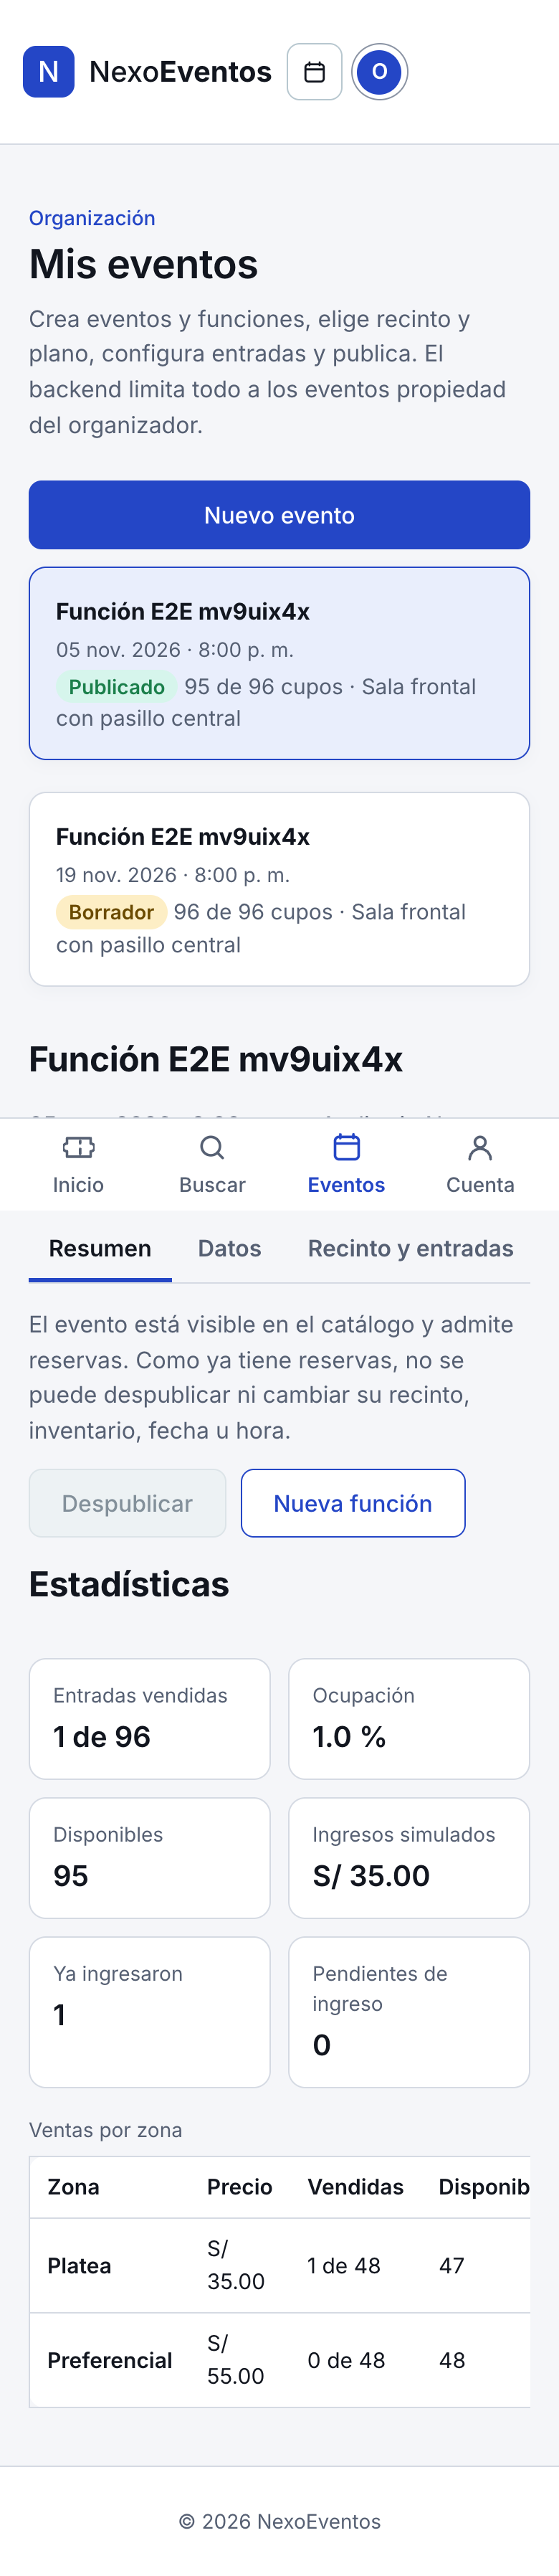 N NexoEventos O
Organización
Mis eventos
Crea eventos y funciones, elige recinto y
plano, configura entradas y publica. El
backend limita todo a los eventos propiedad
del organizador.
Nuevo evento
Función E2E mv9uix4x
05 nov. 2026 · 8:00 p. m.
Publicado 95 de 96 cupos · Sala frontal
con pasillo central
Función E2E mv9uix4x
19 nov. 2026 · 8:00 p. m.
Borrador 96 de 96 cupos · Sala frontal
con pasillo central
Función E2E mv9uix4x
Inicio Buscar Eventos Cuenta
Resumen Datos Recinto y entradas
El evento está visible en el catálogo y admite
reservas. Como ya tiene reservas, no se
puede despublicar ni cambiar su recinto,
inventario, fecha u hora.
Despublicar Nueva función
Estadísticas
Entradas vendidas
1 de 96
Ocupación
1.0 %
Disponibles
95
Ingresos simulados
S/ 35.00
Ya ingresaron
1
Pendientes de
ingreso
0
Ventas por zona
Zona Precio Vendidas Disponib
Platea S/ 35.00 1 de 48 47
Preferencial S/ 55.00 0 de 48 48
© 2026 NexoEventos